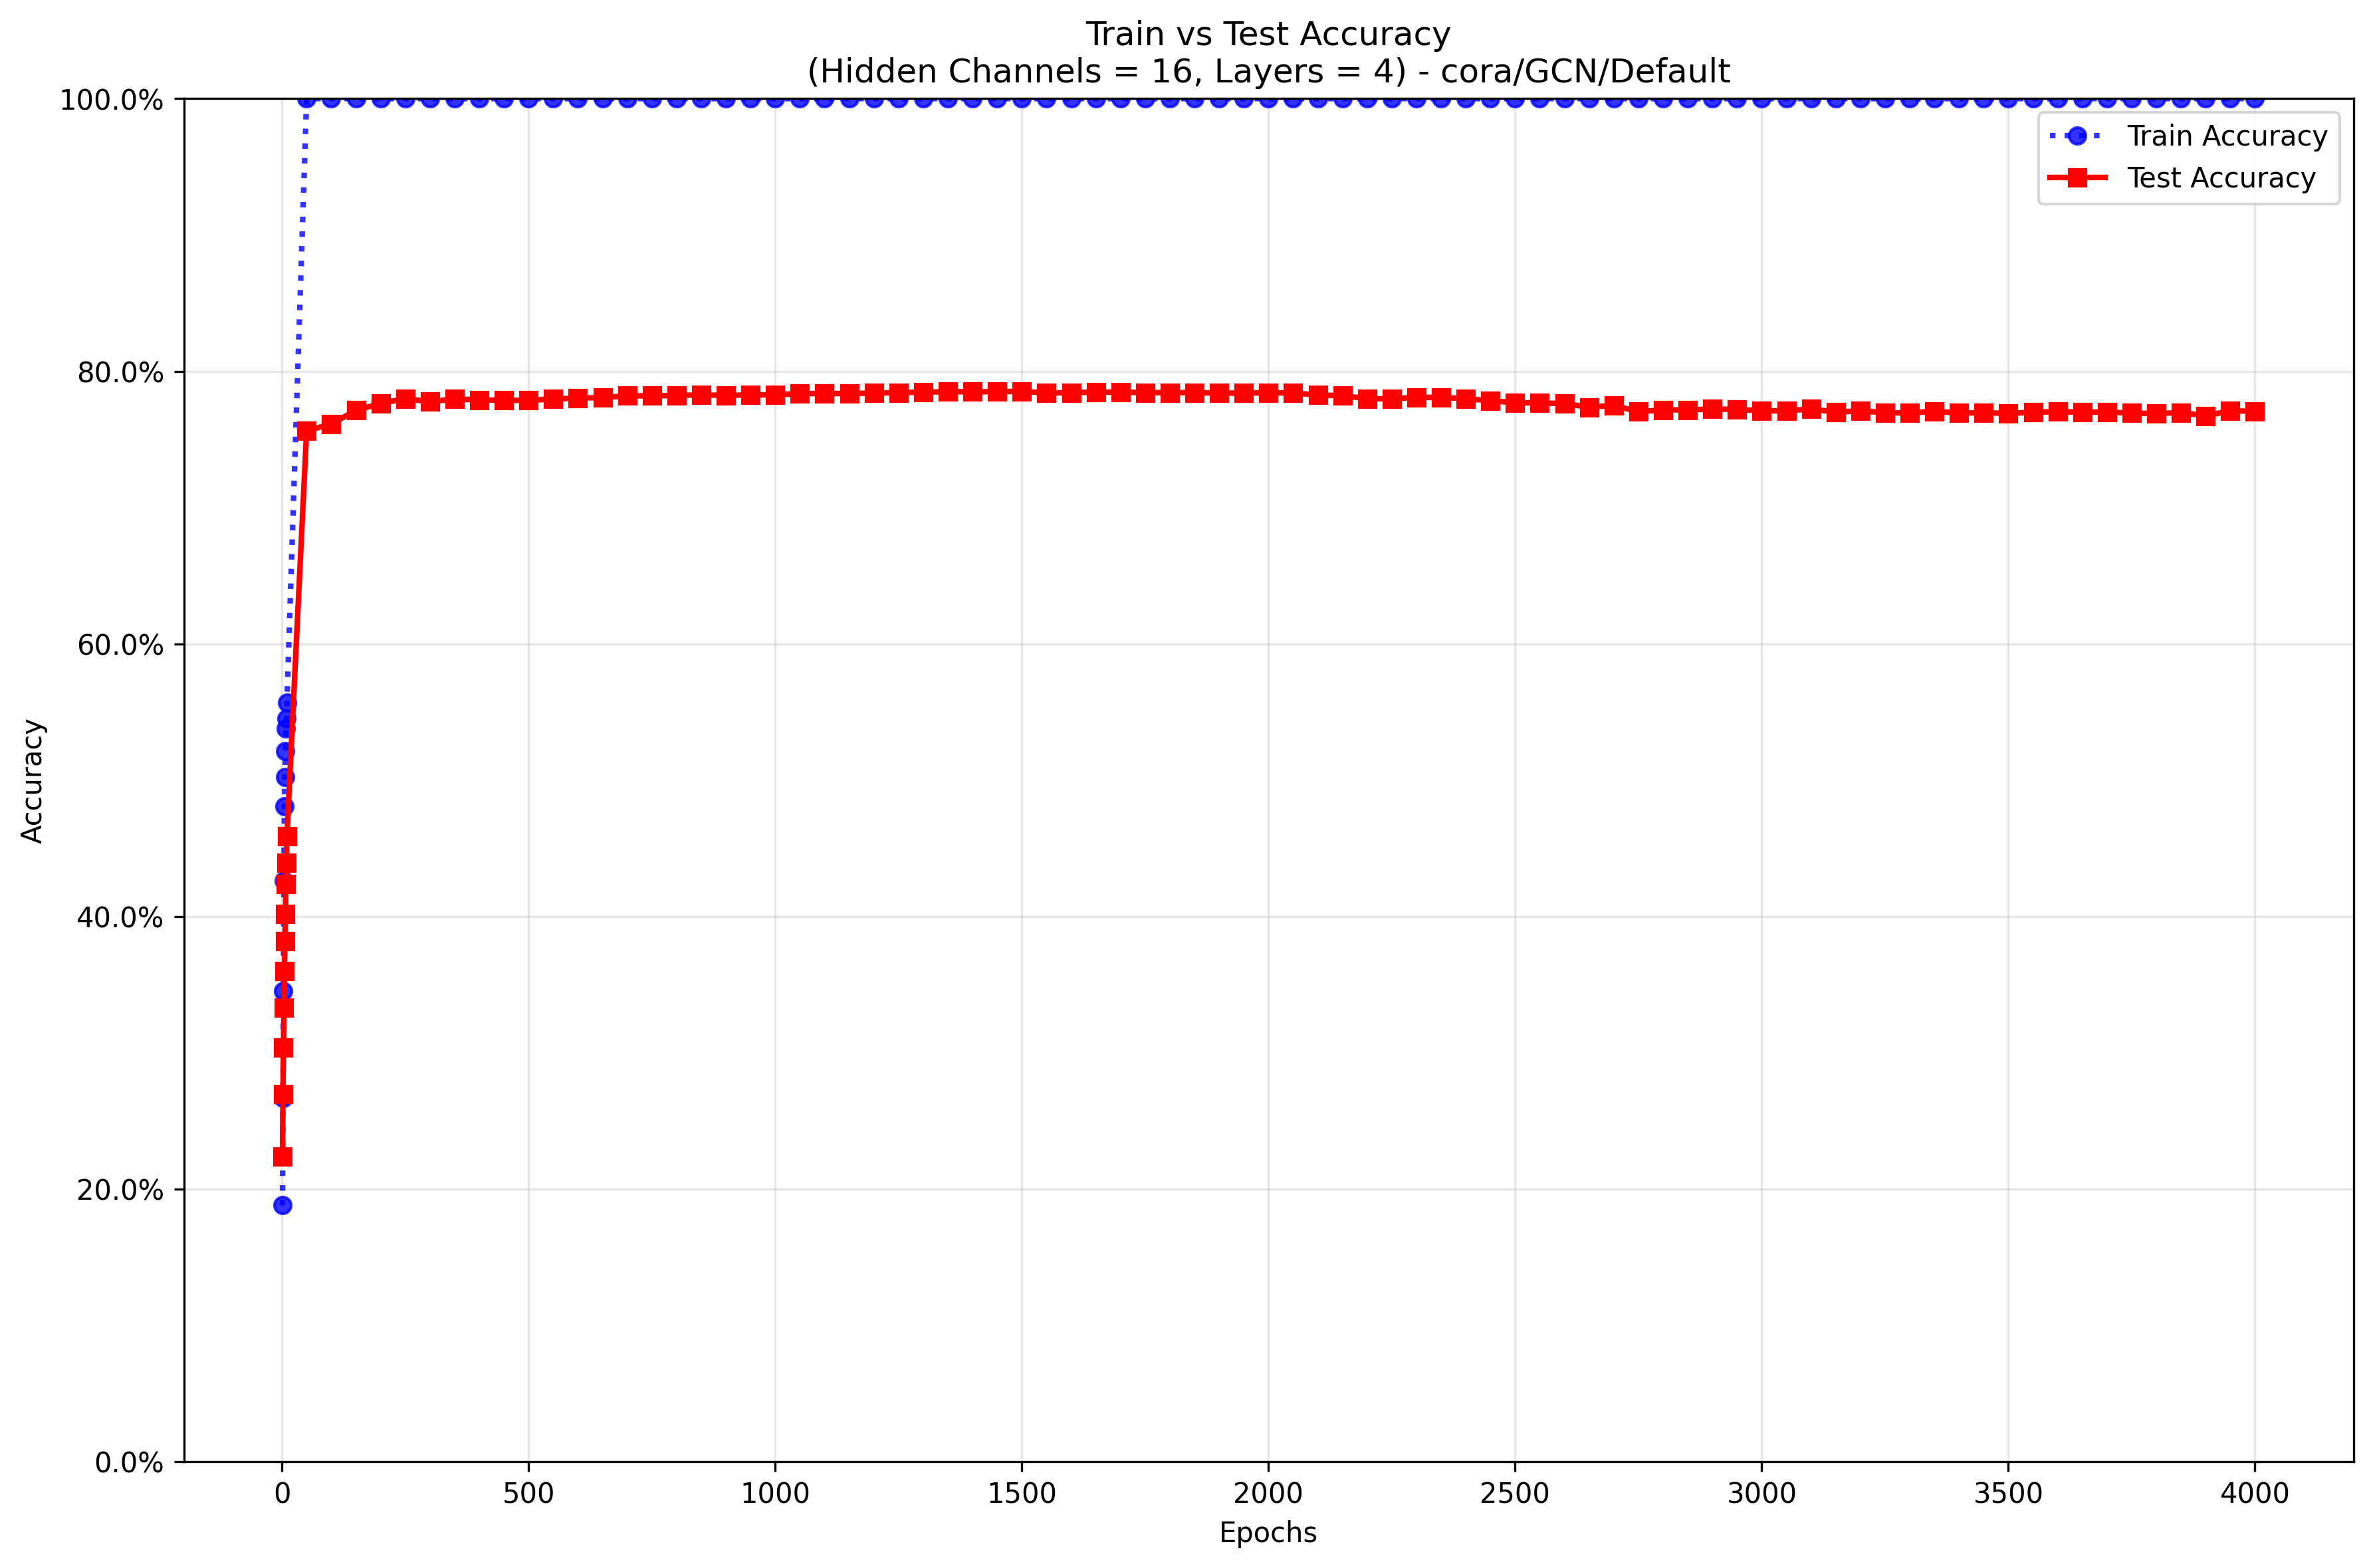 Train vs Test Accuracy
(Hidden Channels = 16, Layers = 4) - cora/GCN/Default
100.0%
80.0%
60.0%
40.0%
20.0%
0.0%
Accuracy
Train Accuracy
Test Accuracy
0 500 1000 1500 2000 2500 3000 3500 4000
Epochs